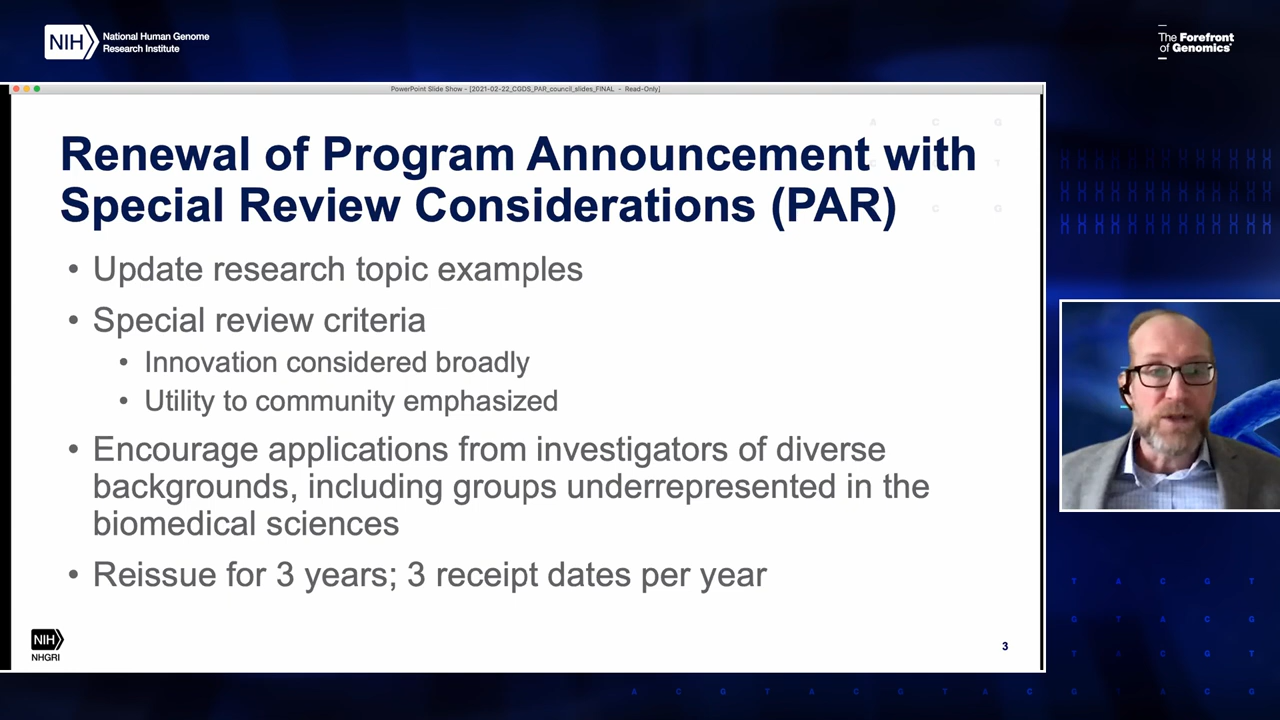 NIH
National Human Genome
Research Institute
The Forefront
of Genomics®
PowerPoint Slide Show - [2021-02-22_CGDS_PAR_council_slides_FINAL - Read-Only]
A C G
T
C G
Renewal of Program Announcement with
Special Review Considerations (PAR)
• Update research topic examples
• Special review criteria
• Innovation considered broadly
• Utility to community emphasized
• Encourage applications from investigators of diverse
backgrounds, including groups underrepresented in the
biomedical sciences
• Reissue for 3 years; 3 receipt dates per year
NIH
NHGRI
3
T A C G T
G T A C G
T A C G T
A C G T A C G T A C G T A C G